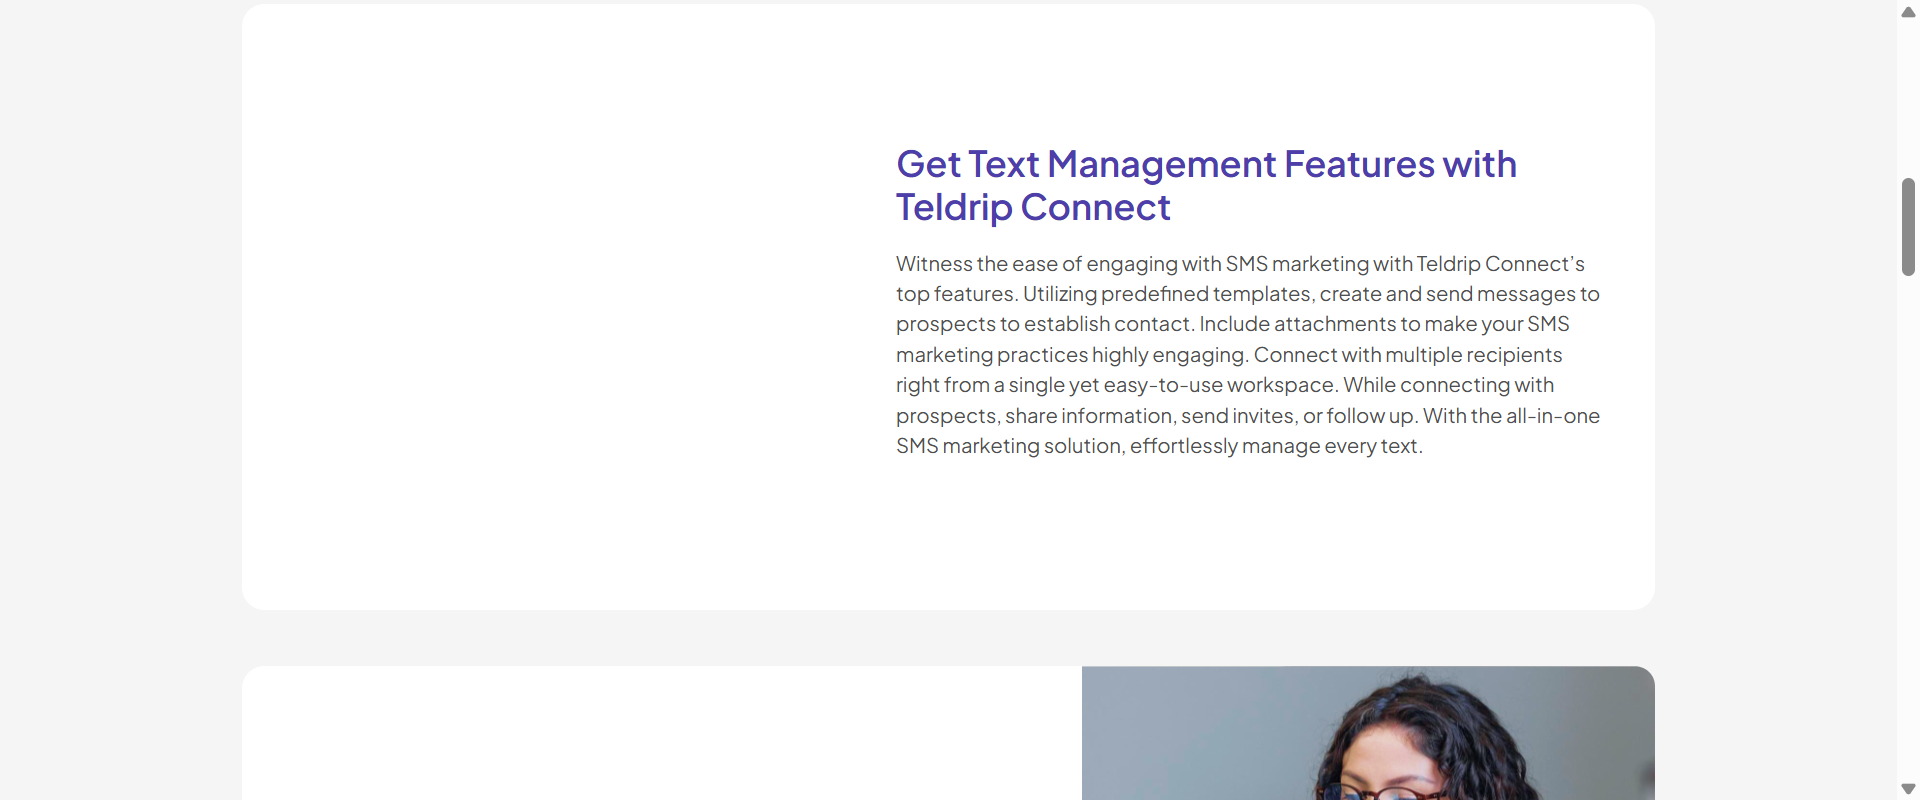 Get Text Management Features with
Teldrip Connect
Witness the ease of engaging with SMS marketing with Teldrip Connect’s
top features. Utilizing predefined templates, create and send messages to
prospects to establish contact. Include attachments to make your SMS
marketing practices highly engaging. Connect with multiple recipients
right from a single yet easy-to-use workspace. While connecting with
prospects, share information, send invites, or follow up. With the all-in-one
SMS marketing solution, effortlessly manage every text.